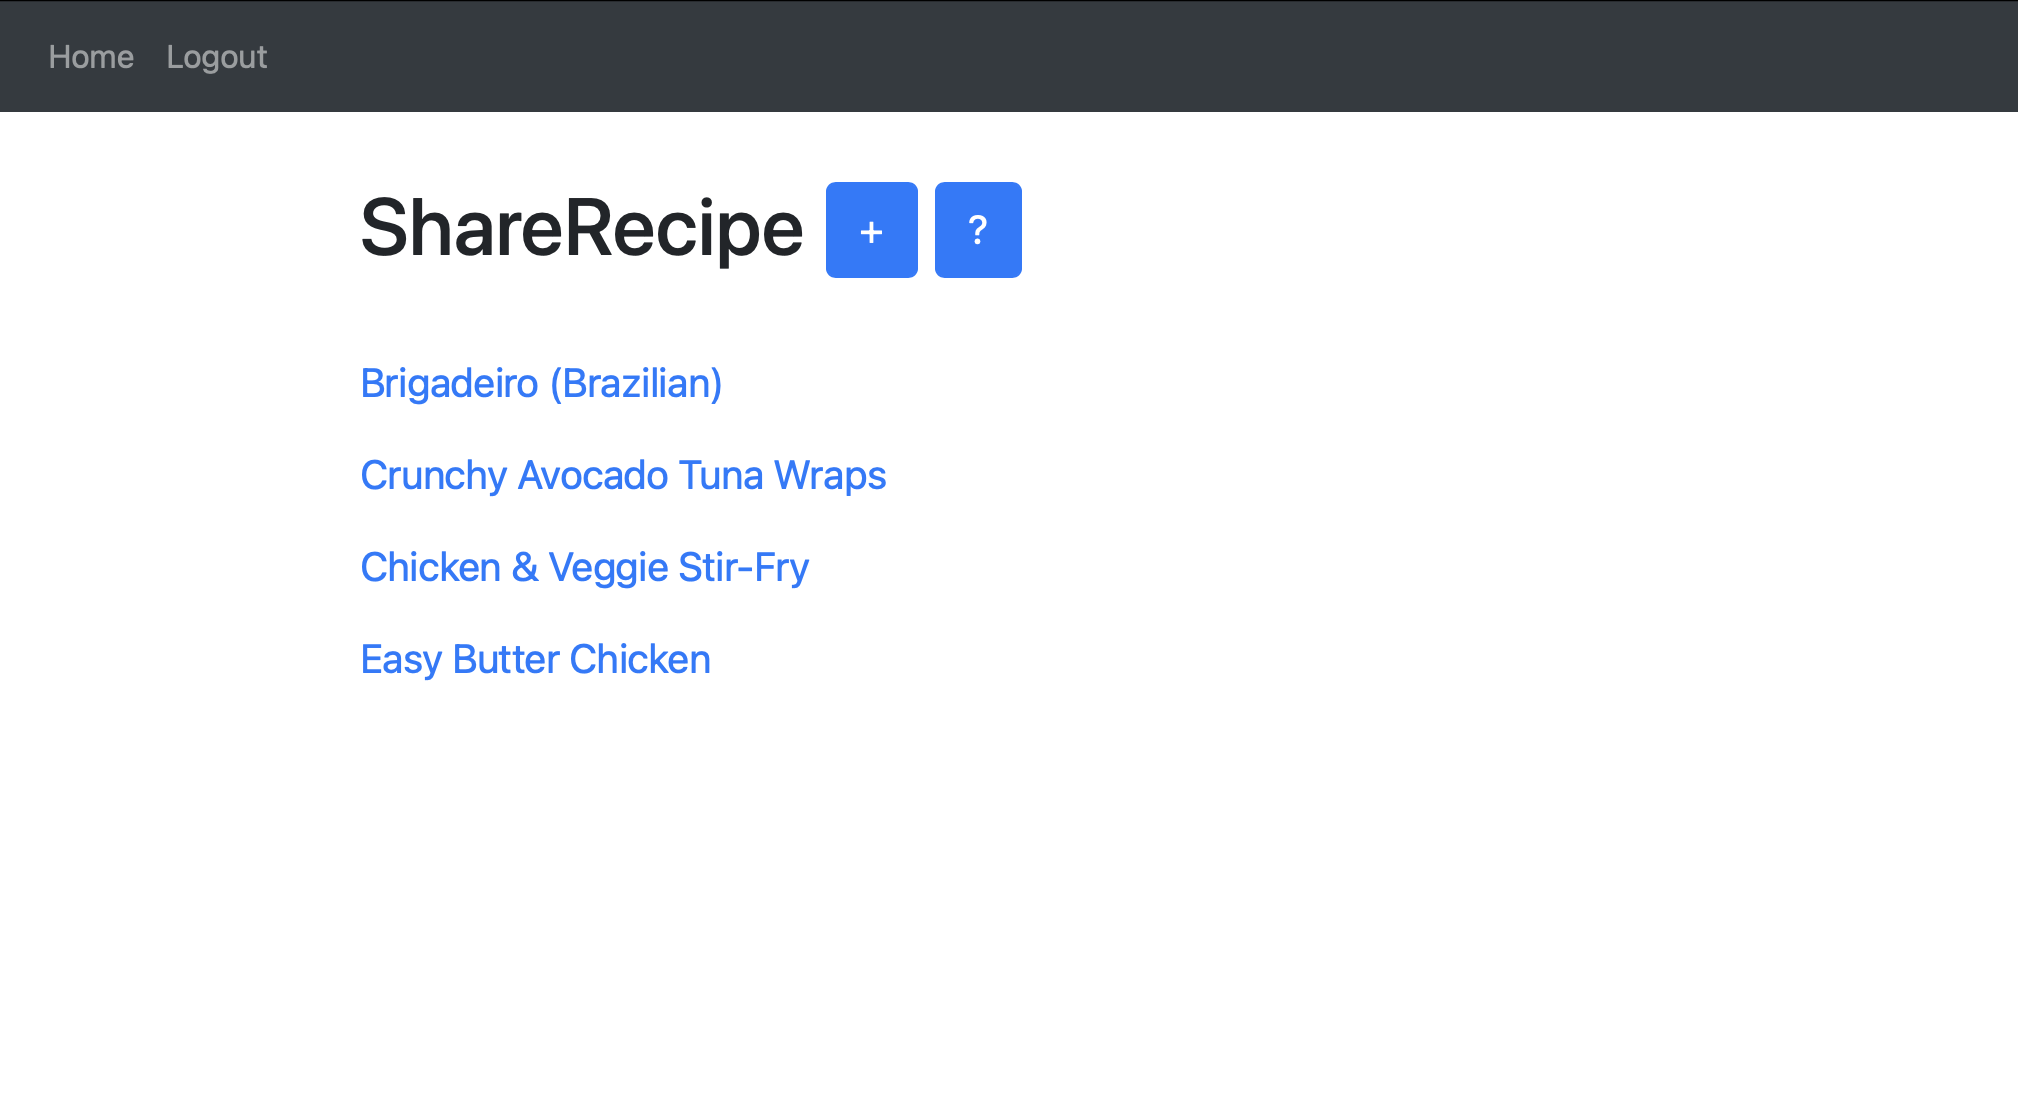 Home Logout
ShareRecipe + ?
Brigadeiro (Brazilian)
Crunchy Avocado Tuna Wraps
Chicken & Veggie Stir-Fry
Easy Butter Chicken